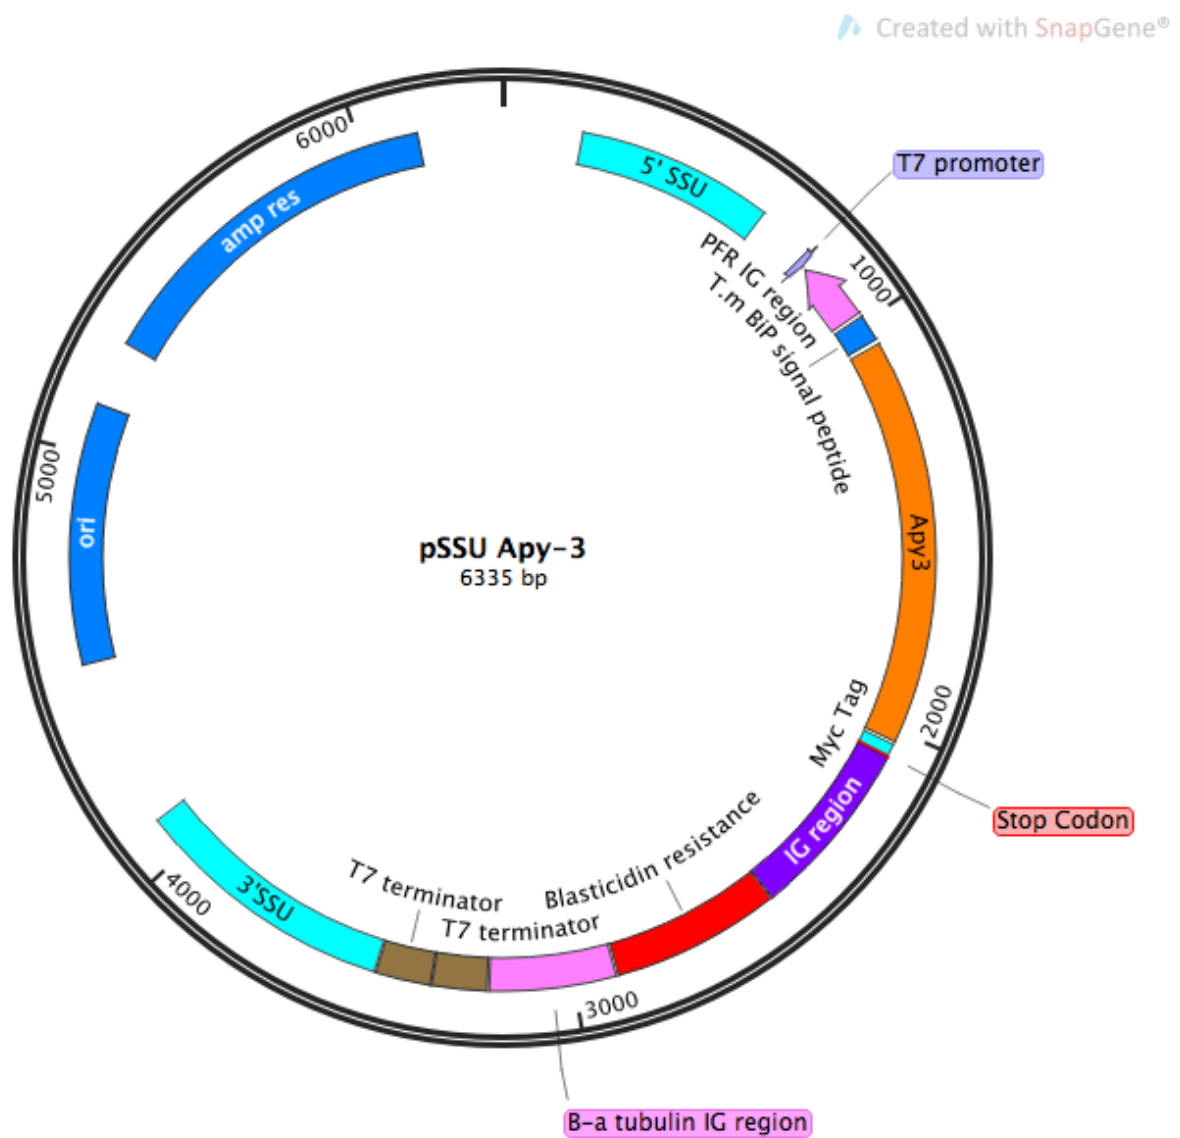 Created with SnapGene®
6000
5' SSU
T7 promoter
amp res
PFR IG region
1000
T.m BiP signal peptide
5000
ori
pSSU Apy-3
6335 bp
Apy3
Myc Tag
2000
Stop Codon
IG region
Blasticidin resistance
T7 terminator
T7 terminator
3'SSU
4000
3000
B-a tubulin IG region